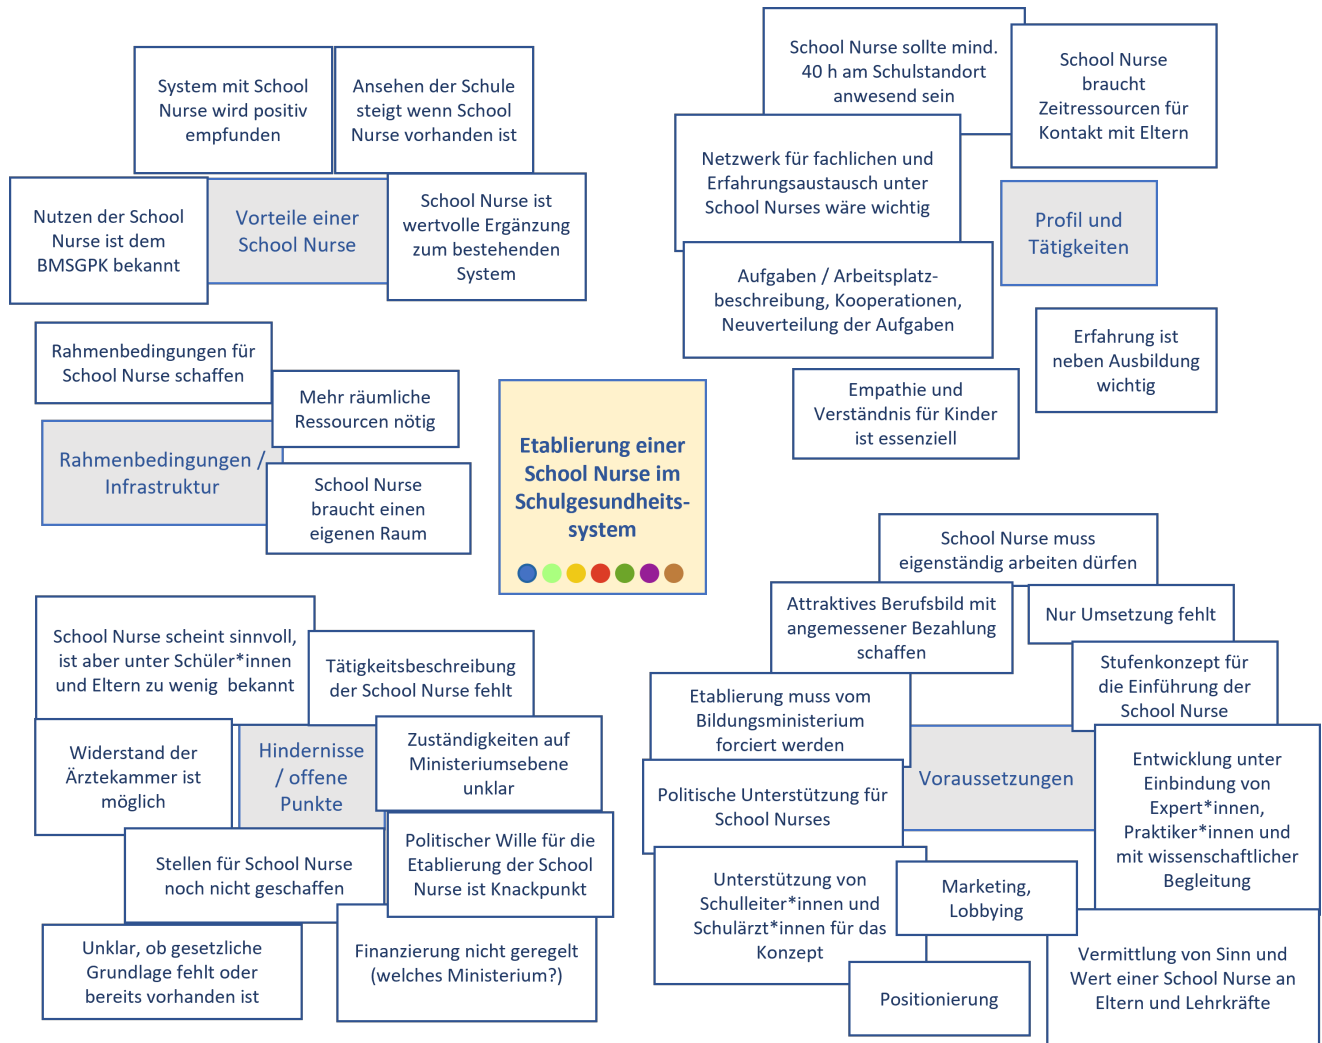 System mit School
Nurse wird positiv
empfunden
Ansehen der Schule
steigt wenn School
Nurse vorhanden ist
Nutzen der School
Nurse ist dem
BMSGPK bekannt
Vorteile einer
School Nurse
School Nurse ist
wertvolle Ergänzung
zum bestehenden
System
School Nurse sollte mind.
40 h am Schulstandort
anwesend sein
School Nurse
braucht
Zeitressourcen für
Kontakt mit Eltern
Netzwerk für fachlichen und
Erfahrungsaustausch unter
School Nurses wäre wichtig
Profil und
Tätigkeiten
Aufgaben / Arbeitsplatz-
beschreibung, Kooperationen,
Neuverteilung der Aufgaben
Erfahrung ist
neben Ausbildung
wichtig
Empathie und
Verständnis für Kinder
ist essenziell
Rahmenbedingungen für
School Nurse schaffen
Mehr räumliche
Ressourcen nötig
Rahmenbedingungen /
Infrastruktur
School Nurse
braucht einen
eigenen Raum
Etablierung einer
School Nurse im
Schulgesundheits-
system
School Nurse scheint sinnvoll,
ist aber unter Schüler*innen
und Eltern zu wenig bekannt
Tätigkeitsbeschreibung
der School Nurse fehlt
Widerstand der
Ärztekammer ist
möglich
Hindernisse
/ offene
Punkte
Zuständigkeiten auf
Ministeriumsebene
unklar
Stellen für School Nurse
noch nicht geschaffen
Politischer Wille für die
Etablierung der School
Nurse ist Knackpunkt
Unklar, ob gesetzliche
Grundlage fehlt oder
bereits vorhanden ist
Finanzierung nicht geregelt
(welches Ministerium?)
School Nurse muss
eigenständig arbeiten dürfen
Attraktives Berufsbild mit
angemessener Bezahlung
schaffen
Nur Umsetzung fehlt
Stufenkonzept für
die Einführung der
School Nurse
Etablierung muss vom
Bildungsministerium
forciert werden
Voraussetzungen
Entwicklung unter
Einbindung von
Expert*innen,
Praktiker*innen und
mit wissenschaftlicher
Begleitung
Politische Unterstützung für
School Nurses
Unterstützung von
Schulleiter*innen und
Schulärzt*innen für das
Konzept
Marketing,
Lobbying
Positionierung
Vermittlung von Sinn und
Wert einer School Nurse an
Eltern und Lehrkräfte